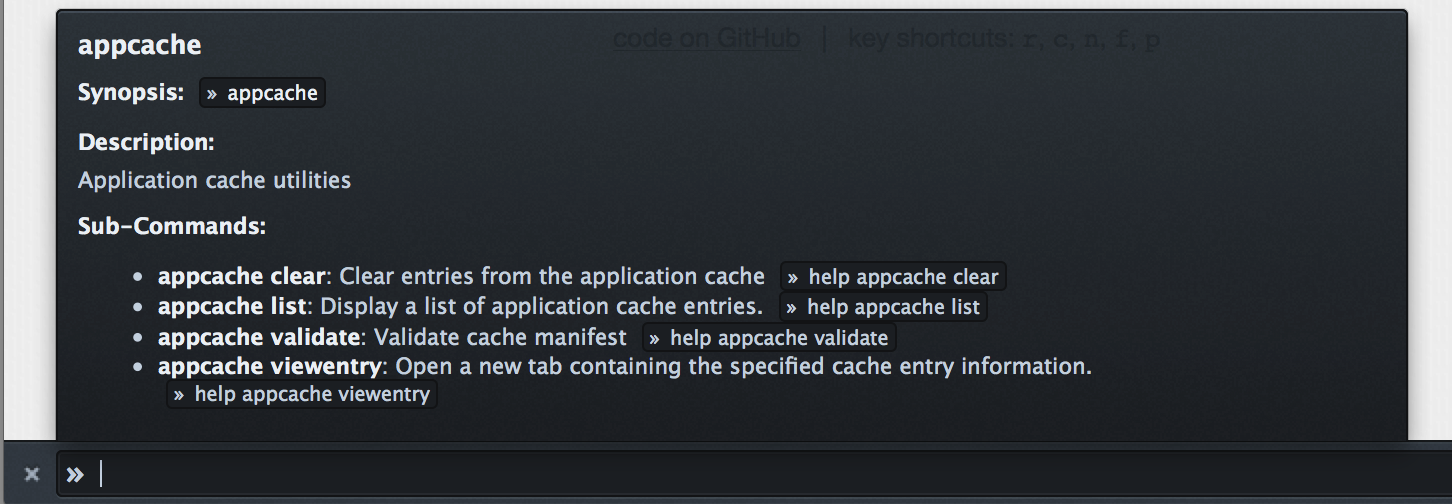 code on GitHub | key shortcuts: r, c, n, f, p
appcache
Synopsis: » appcache
Description:
Application cache utilities
Sub-Commands:
• appcache clear: Clear entries from the application cache » help appcache clear
• appcache list: Display a list of application cache entries. » help appcache list
• appcache validate: Validate cache manifest » help appcache validate
• appcache viewentry: Open a new tab containing the specified cache entry information.
» help appcache viewentry
»